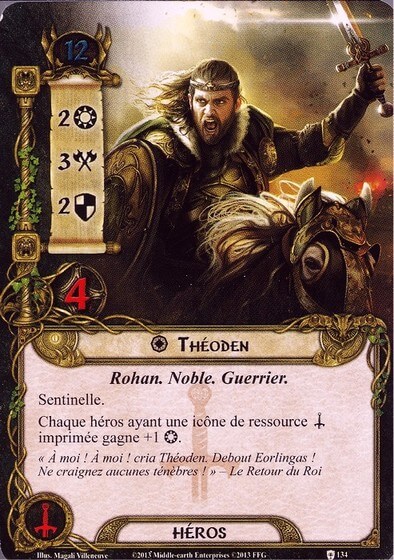 12
2
3
2
4
Théoden
Rohan. Noble. Guerrier.
Sentinelle.
Chaque héros ayant une icône de ressource
imprimée gagne +1
« À moi ! À moi ! cria Théoden. Debout Eorlingas !
Ne craignez aucunes ténèbres ! » – Le Retour du Roi
HÉROS
Illus. Magali Villeneuve
©2013 Middle-earth Enterprises ©2013 FFG
134